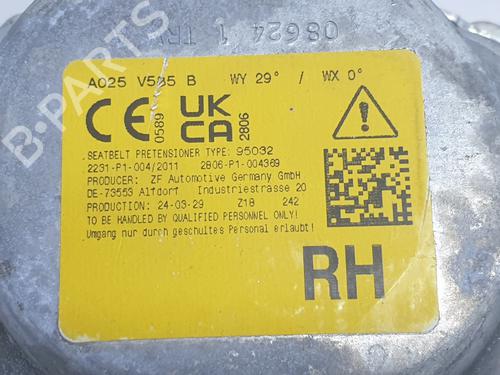 08624 1 TRW
A025 V585 B WY 29° / WX 0°
CE 0589 UK CA 2806
SEATBELT PRETENSIONER TYPE: 95032
2231-P1-004/2011 2806-P1-004369
PRODUCER: ZF Automotive Germany GmbH
DE-73553 Alfdorf Industriestrasse 20
PRODUCTION: 24-03-29 Z18 242
TO BE HANDLED BY QUALIFIED PERSONNEL ONLY!
Umgang nur durch geschultes Personal erlaubt!
RH
B-PARTS